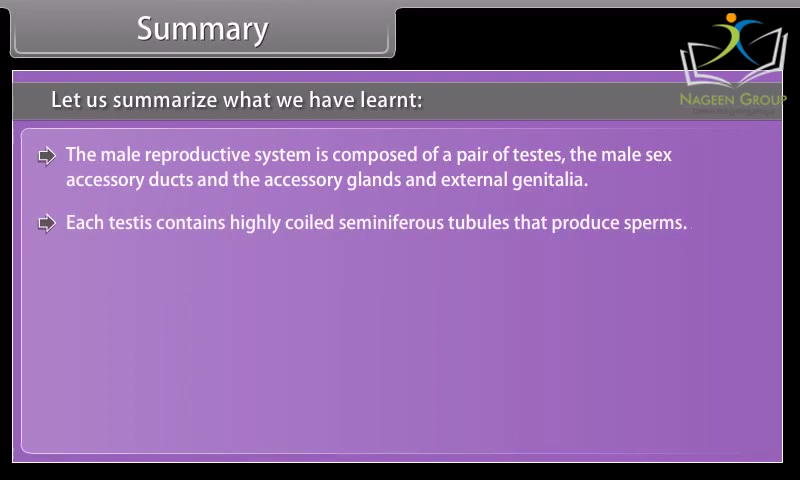 Summary
NAGEEN GROUP
Let us summarize what we have learnt:
The male reproductive system is composed of a pair of testes, the male sex
accessory ducts and the accessory glands and external genitalia.
Each testis contains highly coiled seminiferous tubules that produce sperms.